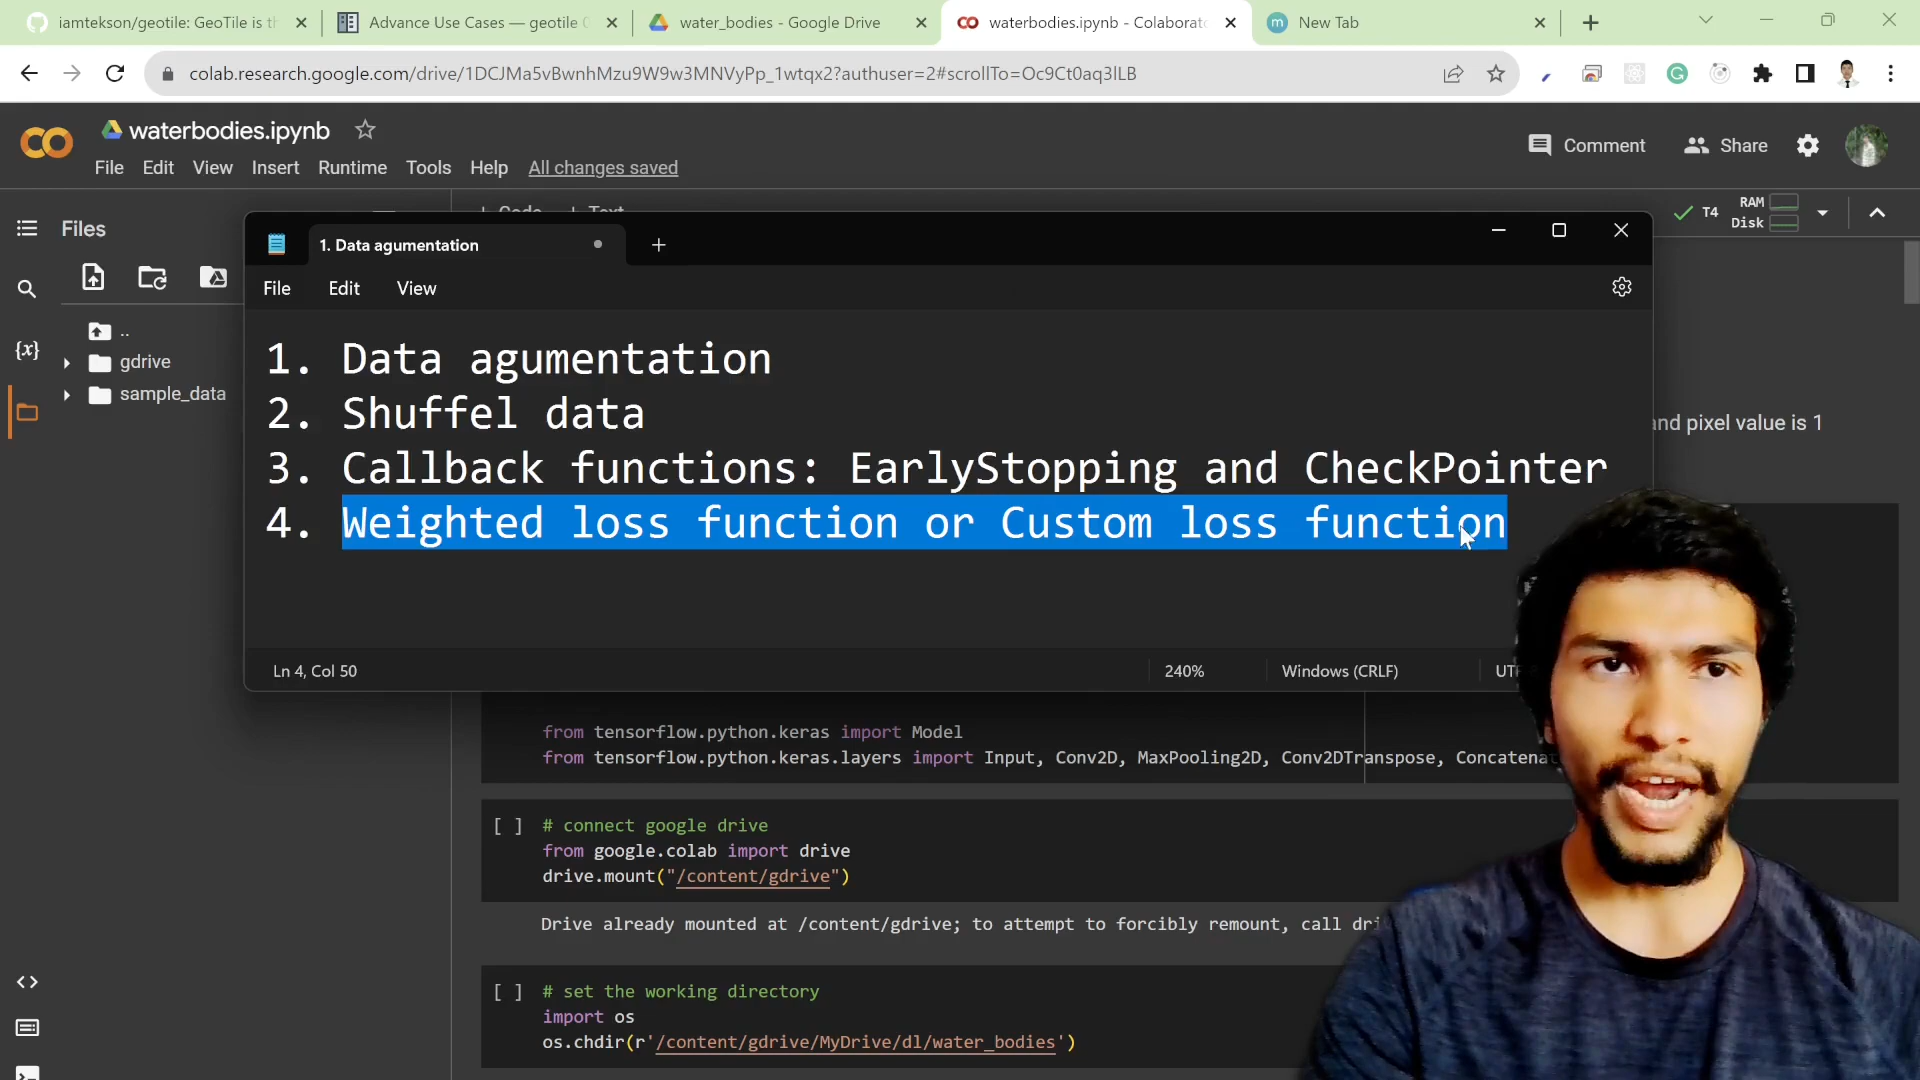 iamtekson/geotile: GeoTile is th
Advance Use Cases — geotile
water_bodies - Google Drive
waterbodies.ipynb - Colaborato
New Tab
colab.research.google.com/drive/1DCJMa5vBwnhMzu9W9w3MNVyPp_1wtqx2?authuser=2#scrollTo=Oc9Ct0aq3lLB
waterbodies.ipynb
Comment
Share
File Edit View Insert Runtime Tools Help All changes saved
+ Code + Text
T4
RAM
Disk
Files
..
gdrive
sample_data
{x}
1. Data agumentation
File Edit View
1. Data agumentation
2. Shuffel data
3. Callback functions: EarlyStopping and CheckPointer
4. Weighted loss function or Custom loss function
Ln 4, Col 50
240%
Windows (CRLF)
and pixel value is 1
from tensorflow.python.keras import Model
from tensorflow.python.keras.layers import Input, Conv2D, MaxPooling2D, Conv2DTranspose, Concatenat
[ ] # connect google drive
from google.colab import drive
drive.mount("/content/gdrive")
Drive already mounted at /content/gdrive; to attempt to forcibly remount, call dri
[ ] # set the working directory
import os
os.chdir(r'/content/gdrive/MyDrive/dl/water_bodies')